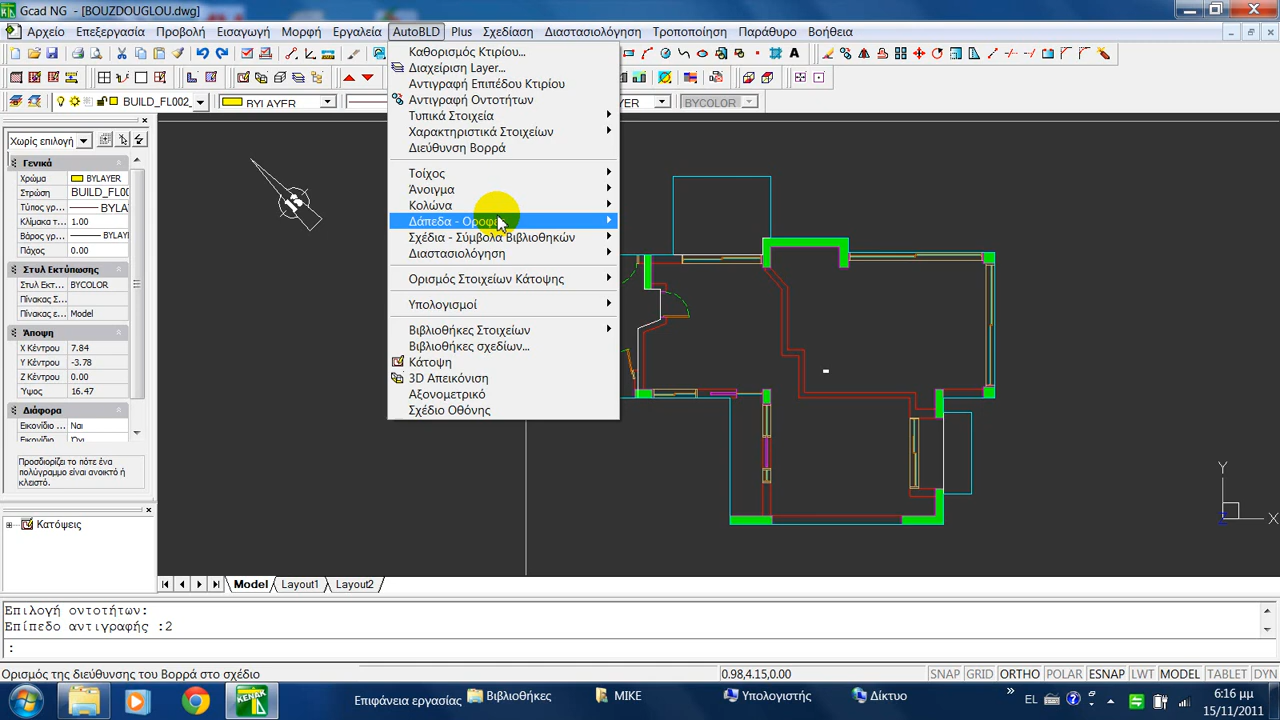 Gcad NG - [BOUZDOUGLOU.dwg]
Αρχείο Επεξεργασία Προβολή Εισαγωγή Μορφή Εργαλεία AutoBLD Plus Σχεδίαση Διαστασιολόγηση Τροποποίηση Παράθυρο Βοήθεια
BUILD_FL002_ BYLAYER BYCOLOR
Χωρίς επιλογή
Γενικά
Χρώμα BYLAYER
Στρώση BUILD_FL00
Τύπος γρ... BYLA
Κλίμακα τ... 1.00
Βάρος γρ... BYLA
Πάχος 0.00
Στυλ Εκτύπωσης
Στυλ Εκτ... BYCOLOR
Πίνακας Σ...
Πίνακας Ε... Model
Πίνακας Σ...
Άποψη
X Κέντρου 7.84
Y Κέντρου -3.78
Z Κέντρου 0.00
Ύψος 16.47
Διάφορα
Εικονίδιο ... Ναι
Προσδιορίζει το πότε ένα πολύγραμμο είναι ανοικτό ή κλειστό.
Κατόψεις
Καθορισμός Κτιρίου...
Διαχείριση Layer...
Αντιγραφή Επιπέδου Κτιρίου
Αντιγραφή Οντοτήτων
Τυπικά Στοιχεία
Χαρακτηριστικά Στοιχείων
Διεύθυνση Βορρά
Τοίχος
Άνοιγμα
Κολώνα
Δάπεδα - Οροφές
Σχέδια - Σύμβολα Βιβλιοθηκών
Διαστασιολόγηση
Ορισμός Στοιχείων Κάτοψης
Υπολογισμοί
Βιβλιοθήκες Στοιχείων
Βιβλιοθήκες σχεδίων...
Κάτοψη
3D Απεικόνιση
Αξονομετρικό
Σχέδιο Οθόνης
Y
X
Model Layout1 Layout2
Επιλογή οντοτήτων:
Επίπεδο αντιγραφής :2
:
Ορισμός της διέυθυνσης του Βορρά στο σχέδιο 0.98,4.15,0.00 SNAP GRID ORTHO POLAR ESNAP LWT MODEL TABLET DYN
KENAK Επιφάνεια εργασίας Βιβλιοθήκες MIKE Υπολογιστής Δίκτυο » EL 6:16 μμ
15/11/2011